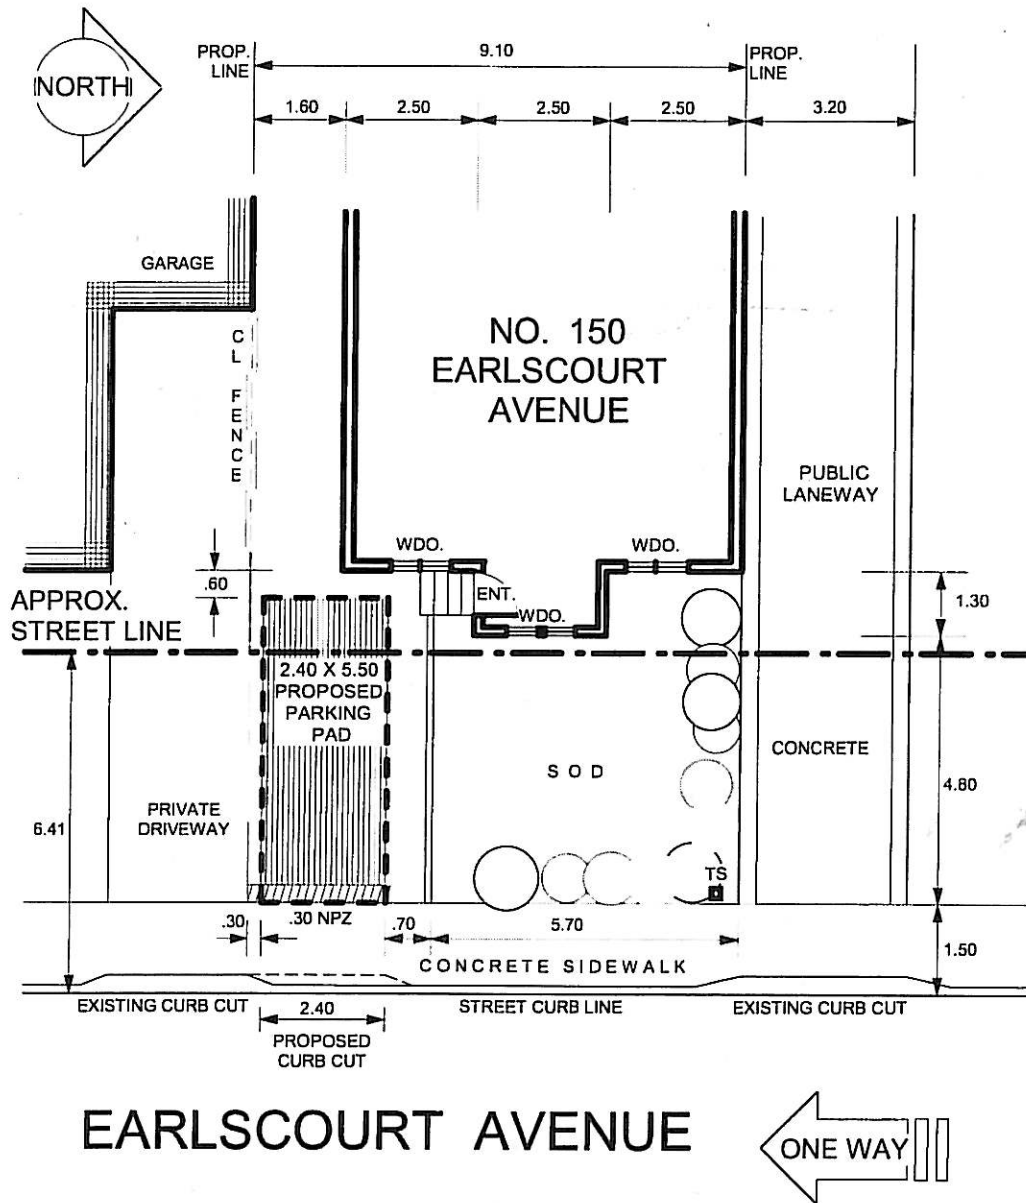 NORTH
PROP.
LINE
9.10
PROP.
LINE
1.60
2.50
2.50
2.50
3.20
GARAGE
CL FENCE
NO. 150
EARLSCOURT
AVENUE
PUBLIC
LANEWAY
WDO.
WDO.
ENT.
WDO.
.60
1.30
APPROX.
STREET LINE
2.40 X 5.50
PROPOSED
PARKING
PAD
SOD
CONCRETE
4.80
6.41
PRIVATE
DRIVEWAY
TS
.30
.30 NPZ
.70
5.70
1.50
CONCRETE SIDEWALK
EXISTING CURB CUT
STREET CURB LINE
EXISTING CURB CUT
2.40
PROPOSED
CURB CUT
EARLSCOURT AVENUE
ONE WAY